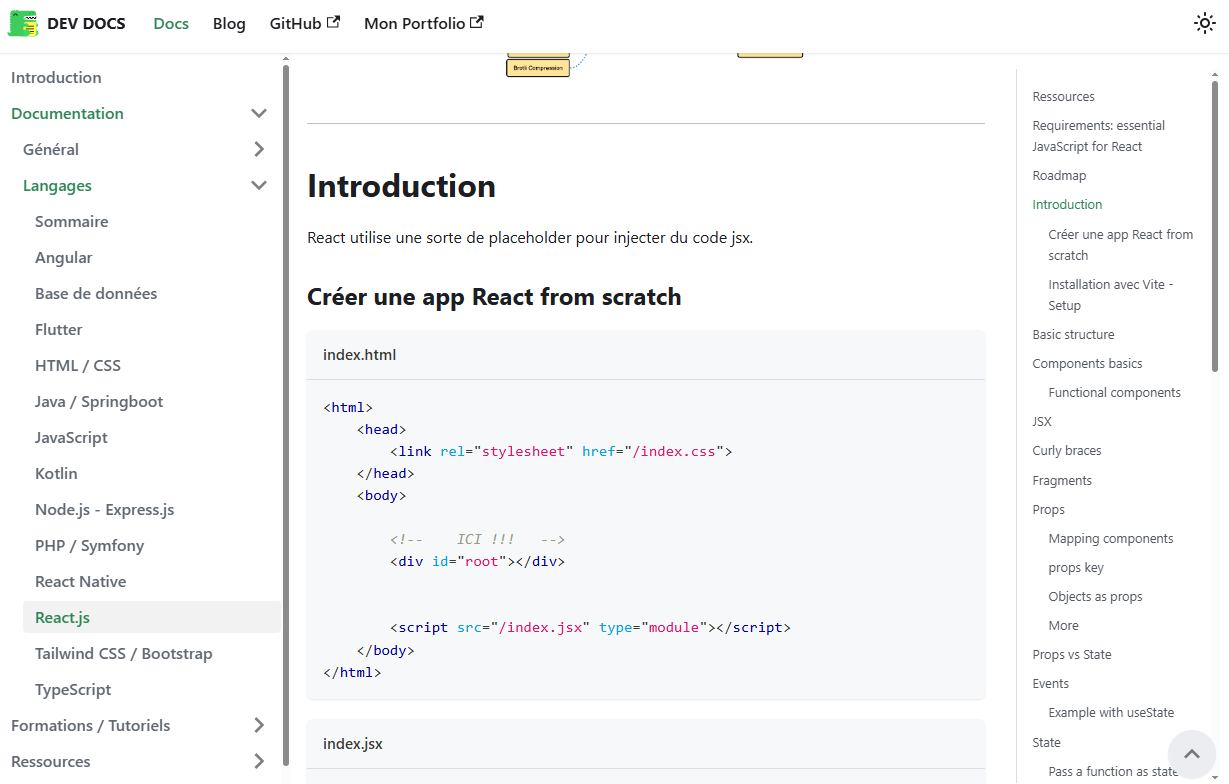 DEV DOCS
Docs
Blog
GitHub
Mon Portfolio
Introduction
Documentation
Général
Langages
Sommaire
Angular
Base de données
Flutter
HTML / CSS
Java / Springboot
JavaScript
Kotlin
Node.js - Express.js
PHP / Symfony
React Native
React.js
Tailwind CSS / Bootstrap
TypeScript
Formations / Tutoriels
Ressources
Brotli Compression
Introduction
React utilise une sorte de placeholder pour injecter du code jsx.
Créer une app React from scratch
index.html
<html>
<head>
<link rel="stylesheet" href="/index.css">
</head>
<body>
<!--    ICI !!!   -->
<div id="root"></div>
<script src="/index.jsx" type="module"></script>
</body>
</html>
index.jsx
Ressources
Requirements: essential
JavaScript for React
Roadmap
Introduction
Créer une app React from
scratch
Installation avec Vite -
Setup
Basic structure
Components basics
Functional components
JSX
Curly braces
Fragments
Props
Mapping components
props key
Objects as props
More
Props vs State
Events
Example with useState
State
Pass a function as state